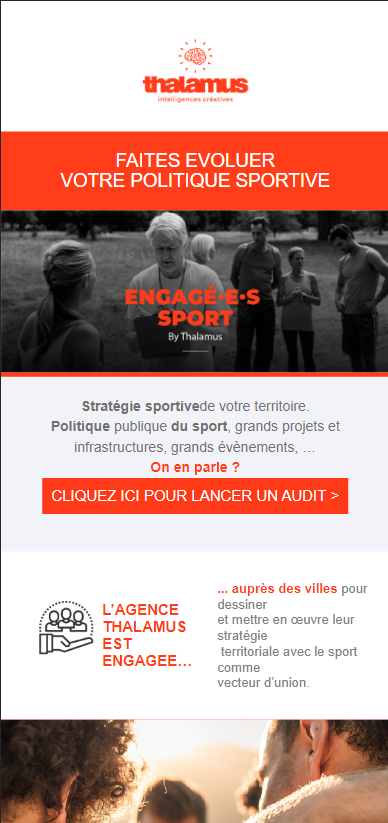 thalamus
intelligences créatives
FAITES EVOLUER
VOTRE POLITIQUE SPORTIVE
ENGAGÉ•E•S
SPORT
By Thalamus
Stratégie sportivede votre territoire.
Politique publique du sport, grands projets et
infrastructures, grands évènements, …
On en parle ?
CLIQUEZ ICI POUR LANCER UN AUDIT >
L’AGENCE
THALAMUS
EST
ENGAGEE…
... auprès des villes pour
dessiner
et mettre en œuvre leur
stratégie
territoriale avec le sport
comme
vecteur d’union.